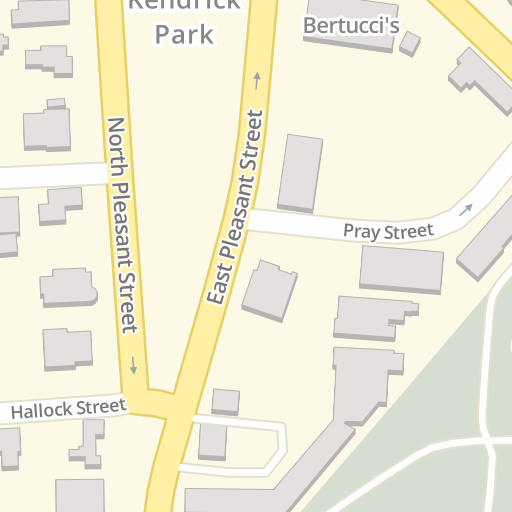 Kendrick
Park
Bertucci's
North Pleasant Street
East Pleasant Street
Pray Street
Hallock Street